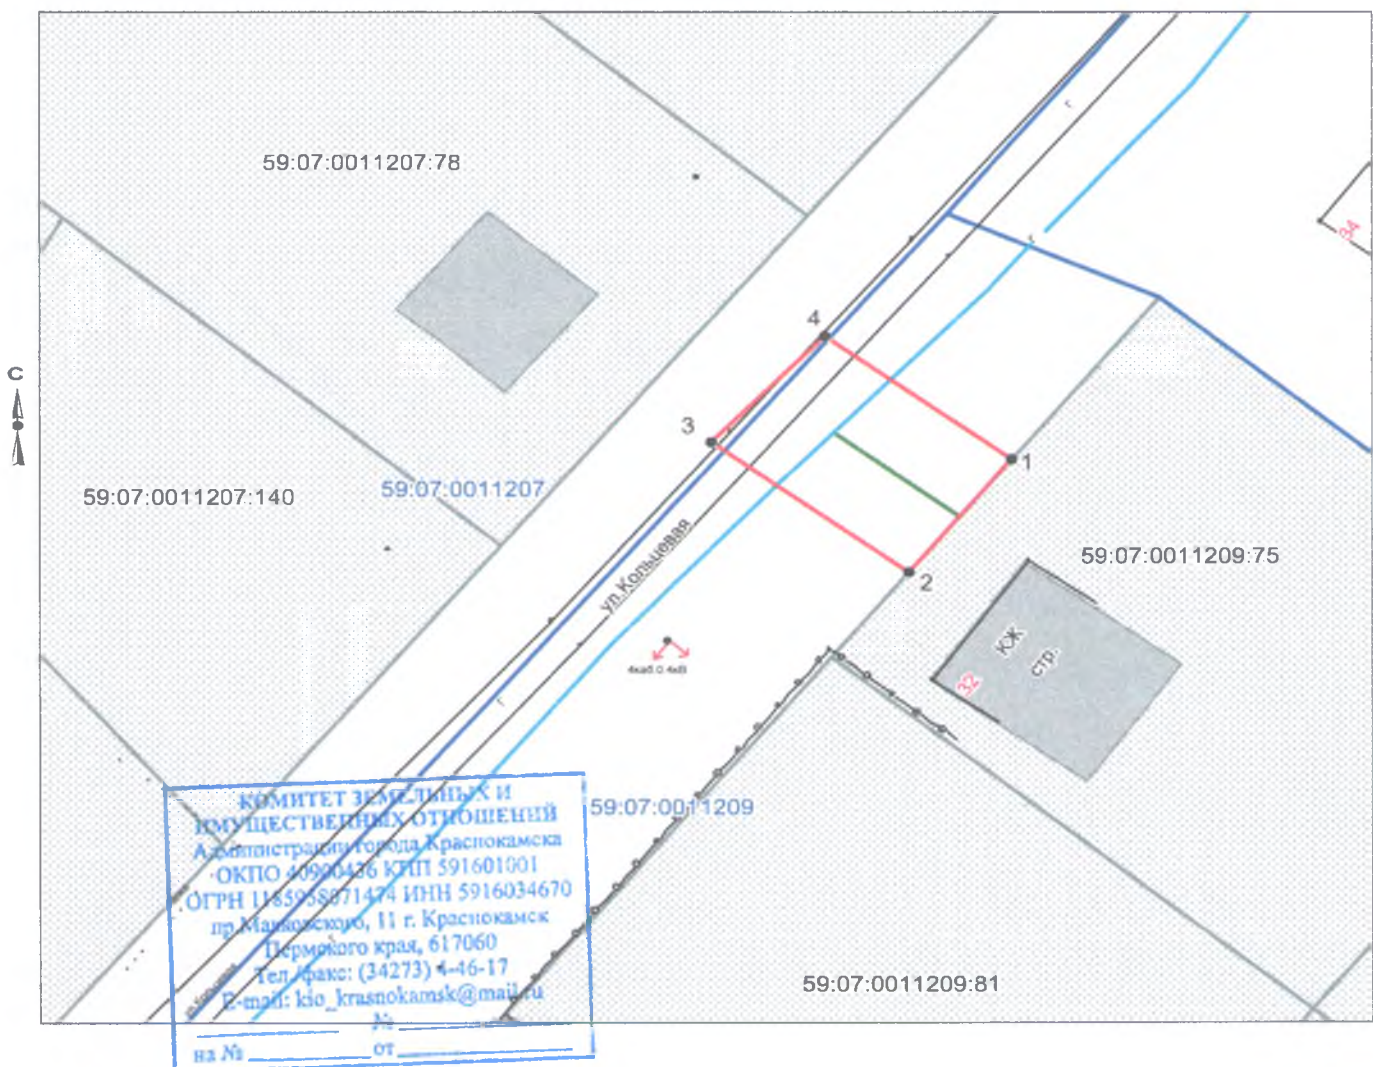 59:07:0011207:78
34
4
С
3
1
59:07:0011207:140
59:07:0011207
59:07:0011209:75
2
ул.Кольцевая
КЖ
стр.
32
4каб.0.4кВ
59:07:0011209
КОМИТЕТ ЗЕМЕЛЬНЫХ И
ИМУЩЕСТВЕННЫХ ОТНОШЕНИЙ
Администрации города Краснокамска
ОКПО 40900436 КПП 591601001
ОГРН 1185958071474 ИНН 5916034670
пр.Маяковского, 11 г. Краснокамск
Пермского края, 617060
Тел./факс: (34273) 4-46-17
E-mail: kio_krasnokamsk@mail.ru
№
на № от
59:07:0011209:81